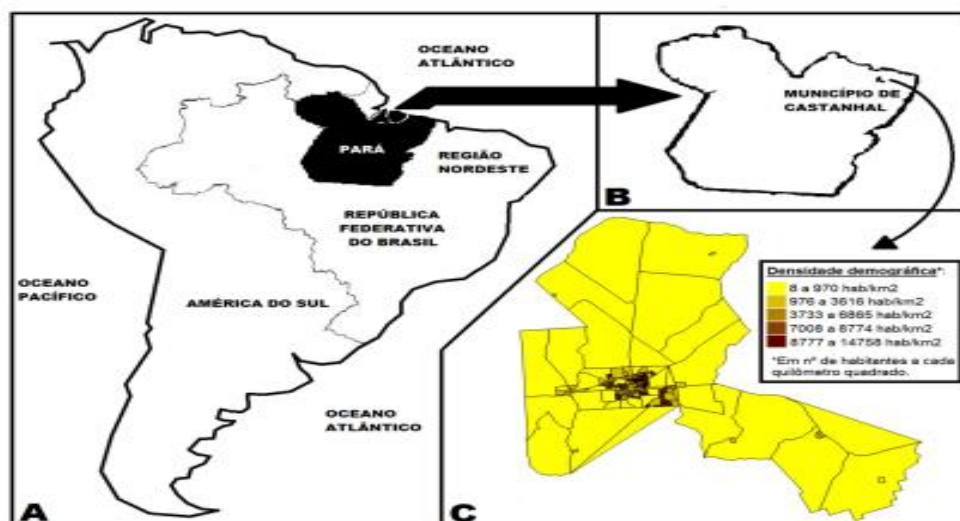 OCEANO
ATLÂNTICO
PARÁ
REGIÃO
NORDESTE
REPÚBLICA
FEDERATIVA
DO BRASIL
OCEANO
PACÍFICO
AMÉRICA DO SUL
OCEANO
ATLÂNTICO
A
MUNICÍPIO DE
CASTANHAL
B
Densidade demográfica*:
8 a 970 hab/km2
976 a 3616 hab/km2
3733 a 6865 hab/km2
7008 a 8774 hab/km2
8777 a 14758 hab/km2
*Em nº de habitantes a cada
quilômetro quadrado.
C